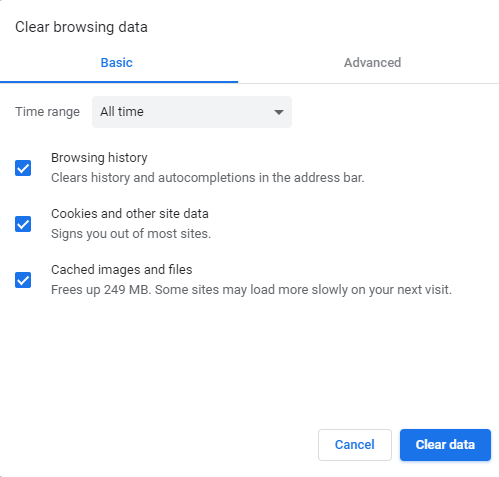 Clear browsing data
Basic
Advanced
Time range
All time
Browsing history
Clears history and autocompletions in the address bar.
Cookies and other site data
Signs you out of most sites.
Cached images and files
Frees up 249 MB. Some sites may load more slowly on your next visit.
Cancel
Clear data